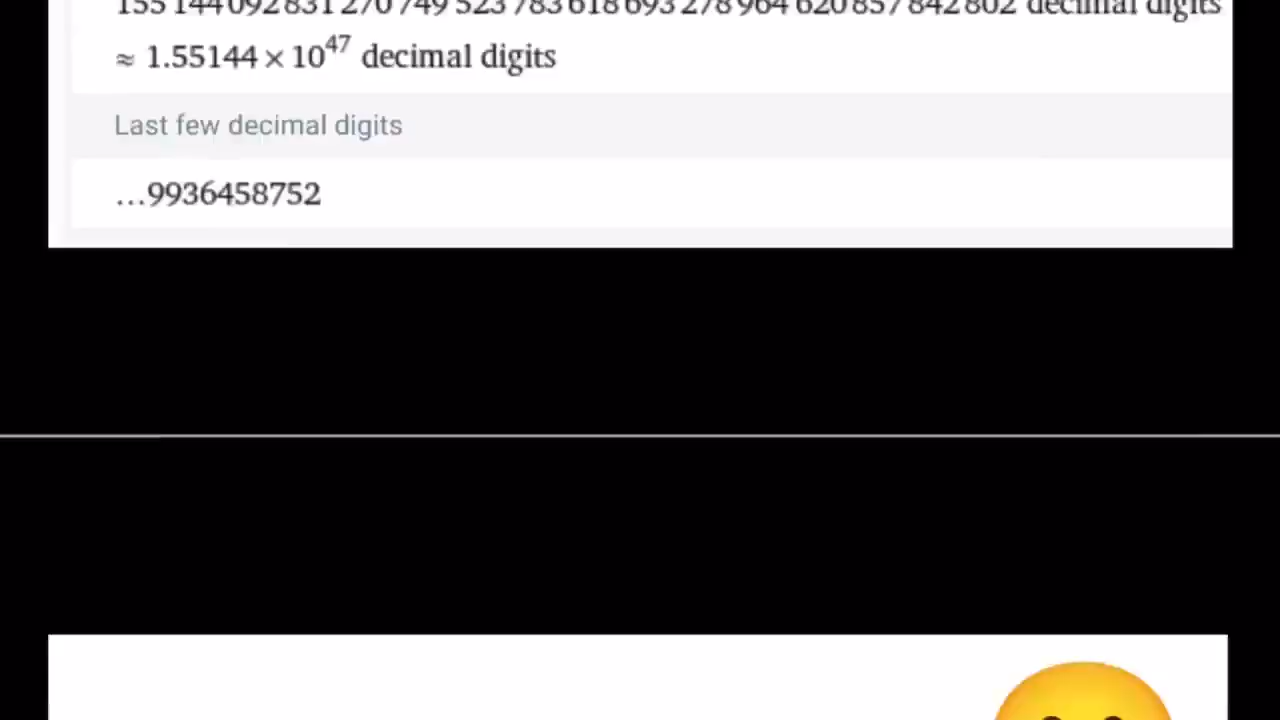 155 144 092 831 270 749 523 783 618 693 278 964 620 857 842 802 decimal digits
≈ 1.55144 × 10^47 decimal digits
Last few decimal digits
...9936458752